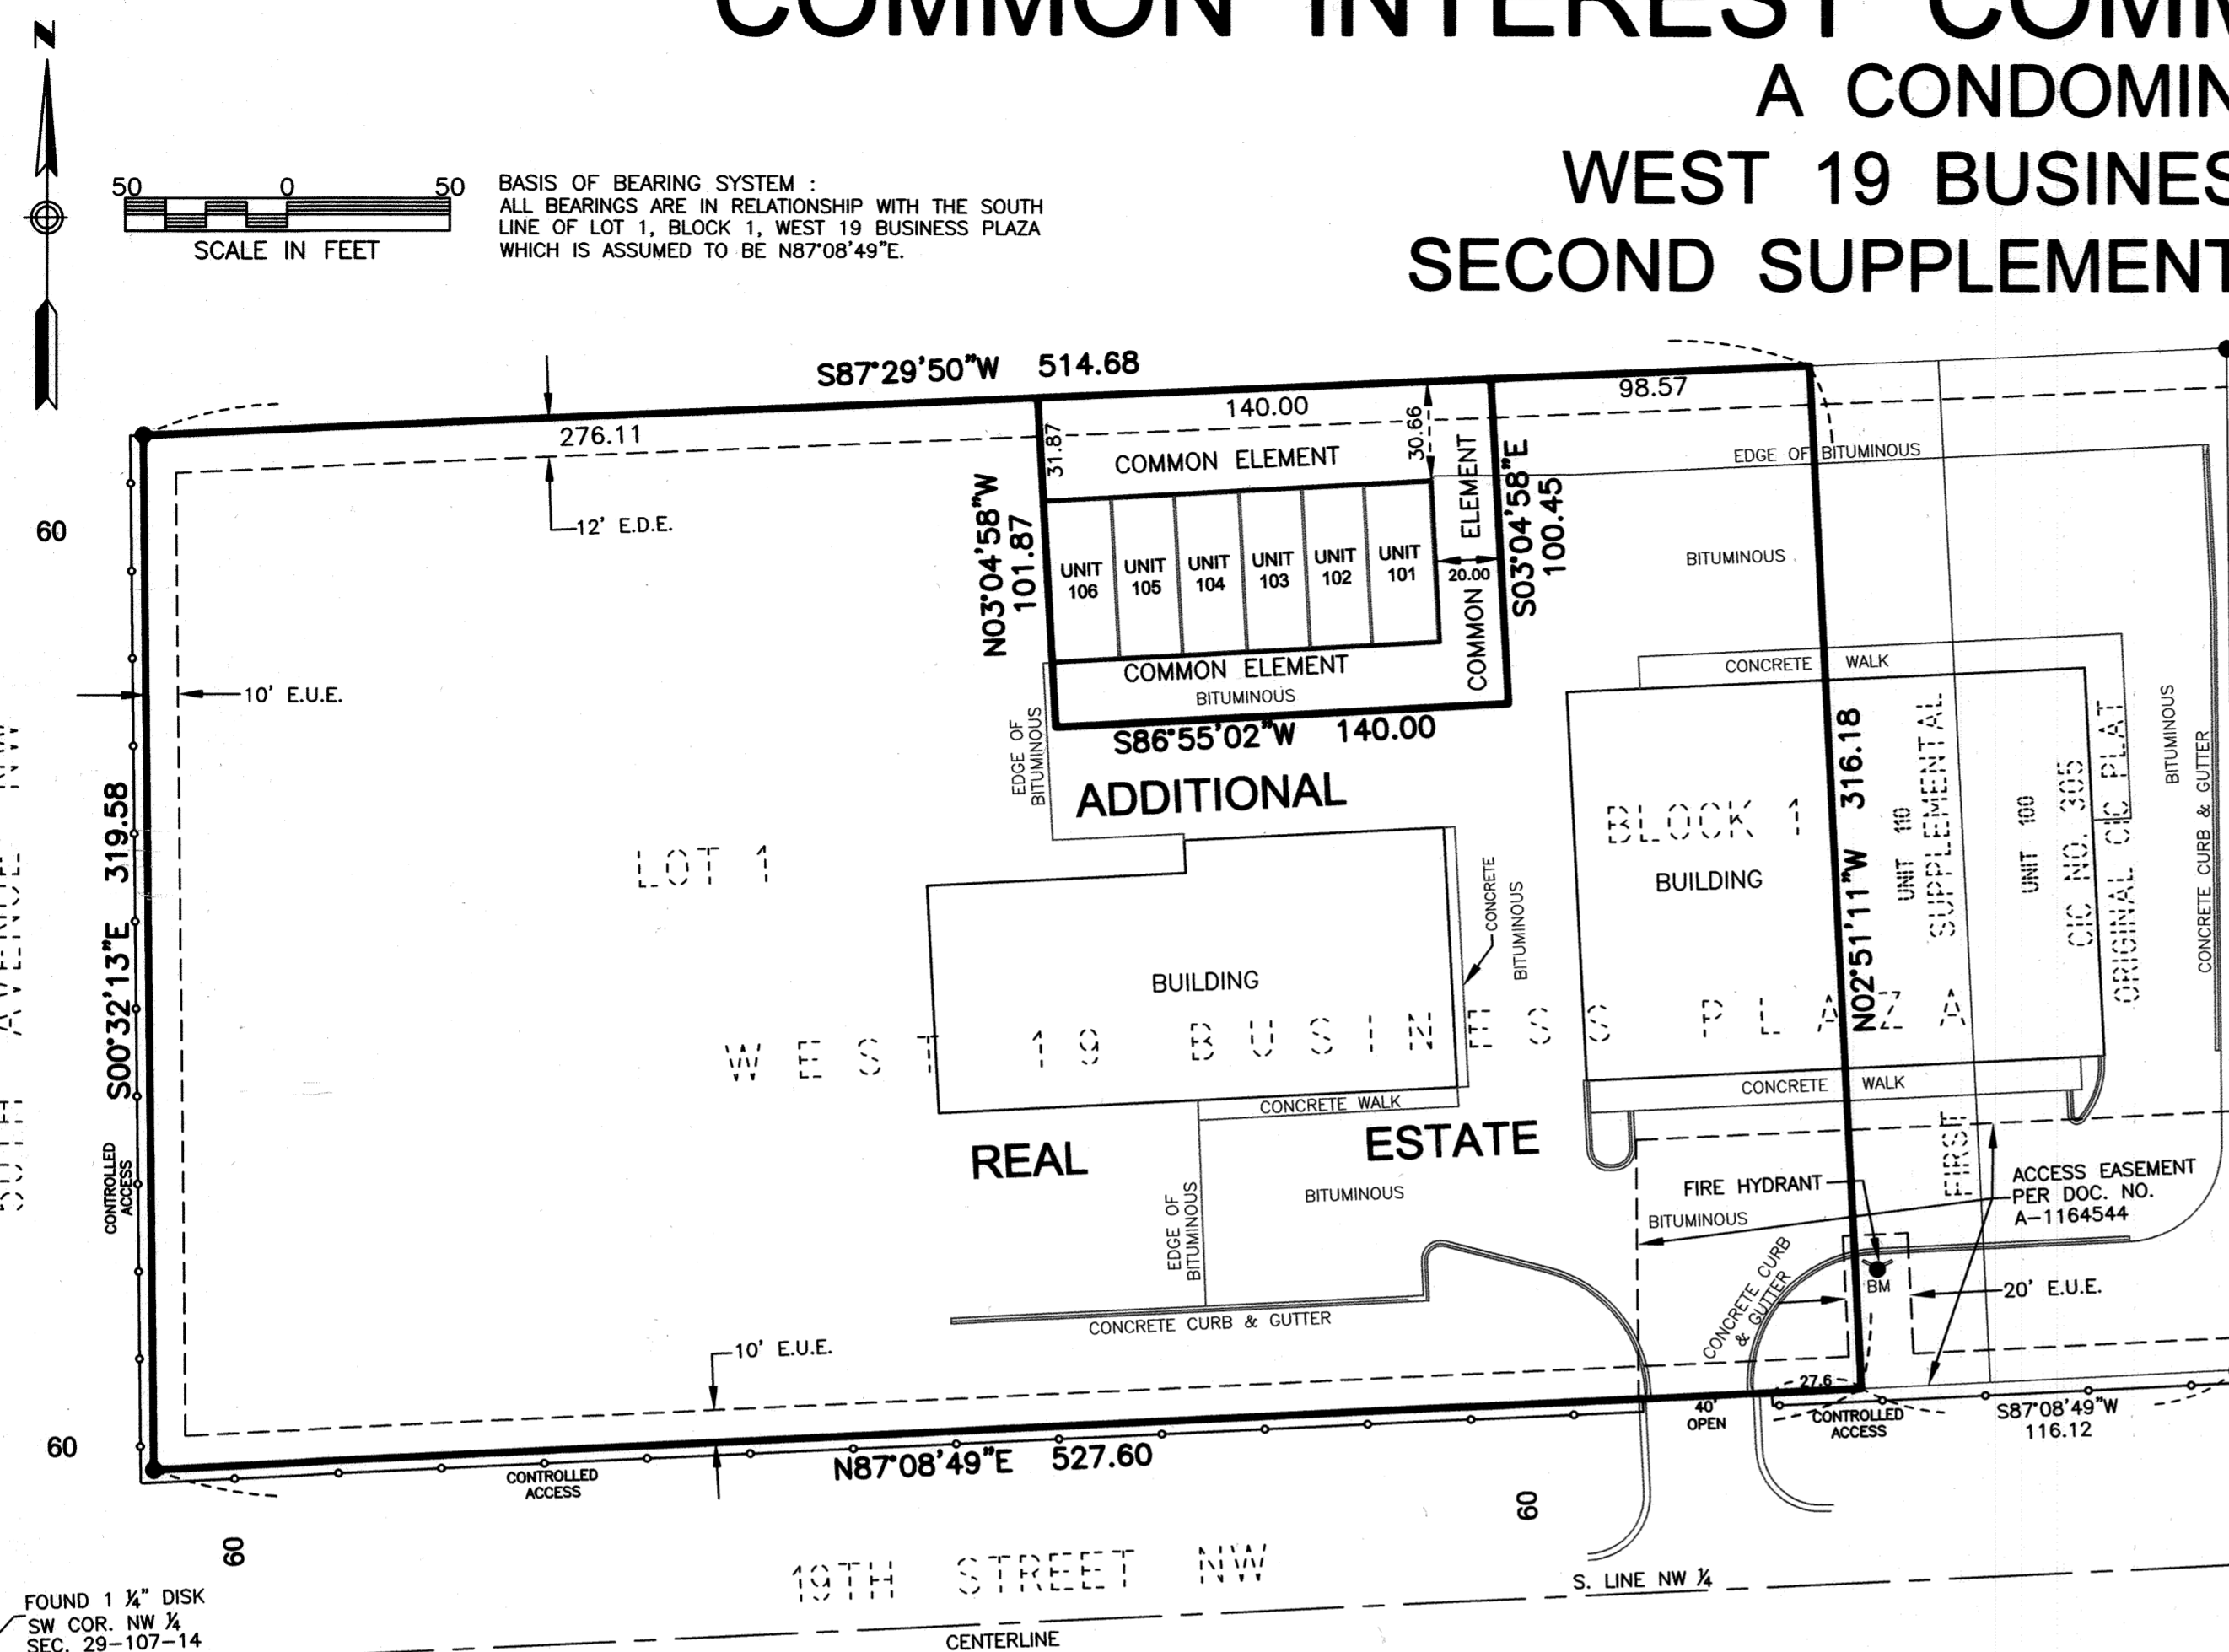 COMMON INTEREST
A
WEST 19
SECOND
N
50 0 50
SCALE IN FEET
BASIS OF BEARING SYSTEM :
ALL BEARINGS ARE IN RELATIONSHIP WITH THE SOUTH
LINE OF LOT 1, BLOCK 1, WEST 19 BUSINESS PLAZA
WHICH IS ASSUMED TO BE N87°08'49"E.
S87°29'50"W 514.68
276.11
140.00
98.57
12' E.D.E.
60
31.87
30.66
COMMON ELEMENT
COMMON ELEMENT
N03°04'58"W
101.87
S03°04'58"E
100.45
UNIT
106
UNIT
105
UNIT
104
UNIT
103
UNIT
102
UNIT
101
20.00
COMMON ELEMENT
BITUMINOUS
S86°55'02"W 140.00
EDGE OF
BITUMINOUS
EDGE OF BITUMINOUS
BITUMINOUS
10' E.U.E.
CONCRETE WALK
ADDITIONAL
LOT 1
BLOCK 1
BUILDING
N02°51'11"W 316.18
UNIT 110
FIRST SUPPLEMENTAL
UNIT 100
CIC NO. 305
ORIGINAL CIC PLAT
BITUMINOUS
CONCRETE CURB & GUTTER
S00°32'13"E 319.58
AVENUE NW
CONTROLLED
ACCESS
BUILDING
CONCRETE
BITUMINOUS
WEST 19 BUSINESS PLAZA
CONCRETE WALK
CONCRETE WALK
REAL ESTATE
EDGE OF
BITUMINOUS
BITUMINOUS
FIRE HYDRANT
BITUMINOUS
ACCESS EASEMENT
PER DOC. NO.
A-1164544
CONCRETE CURB
& GUTTER
BM
20' E.U.E.
CONCRETE CURB & GUTTER
10' E.U.E.
27.6
40'
OPEN
CONTROLLED
ACCESS
S87°08'49"W
116.12
60
N87°08'49"E 527.60
CONTROLLED
ACCESS
60
60
19TH STREET NW
S. LINE NW ¼
CENTERLINE
FOUND 1 ¼" DISK
SW COR. NW ¼
SEC. 29-107-14